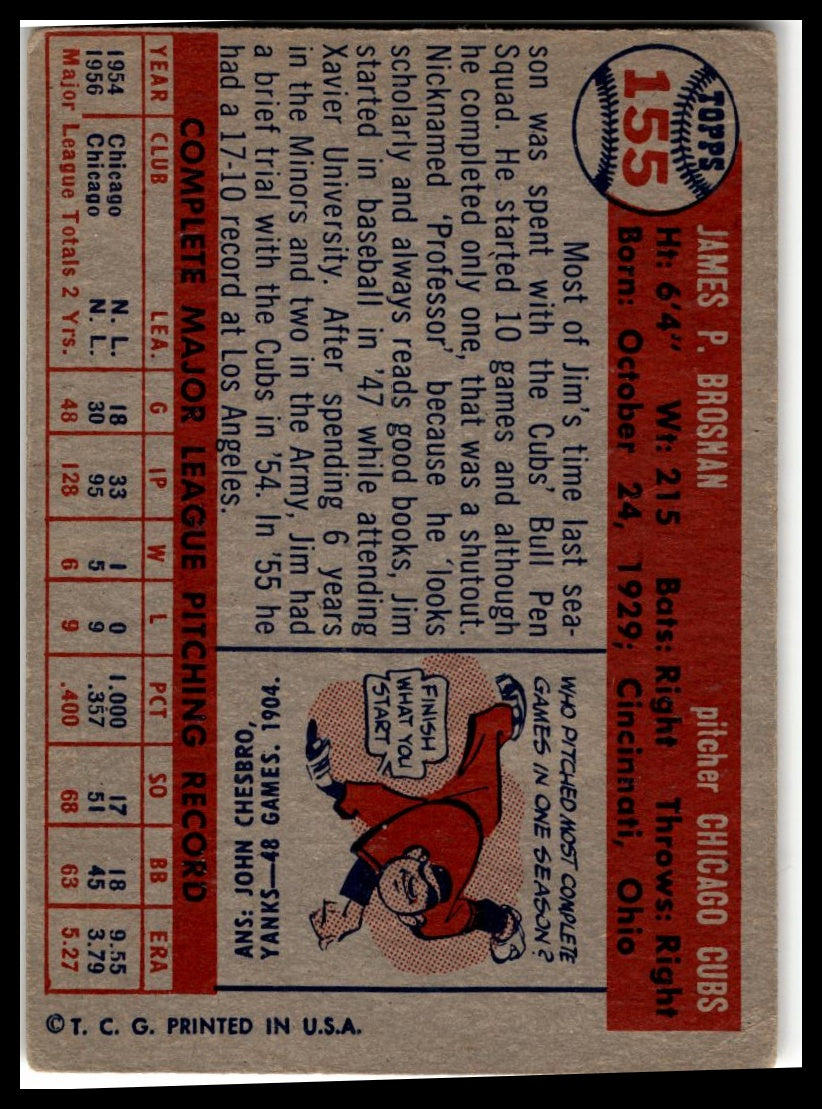 TOPPS
155
JAMES P. BROSNAN pitcher CHICAGO CUBS
Ht: 6'4" Wt: 215 Bats: Right Throws: Right
Born: October 24, 1929; Cincinnati, Ohio
Most of Jim's time last sea-
son was spent with the Cubs' Bull Pen
Squad. He started 10 games and although
he completed only one, that was a shutout.
Nicknamed 'Professor' because he 'looks
scholarly and always reads good books, Jim
started in baseball in '47 while attending
Xavier University. After spending 6 years
in the Minors and two in the Army, Jim had
a brief trial with the Cubs in '54. In '55 he
had a 17-10 record at Los Angeles.
WHO PITCHED MOST COMPLETE
GAMES IN ONE SEASON?
FINISH
WHAT YOU
START
ANS: JOHN CHESBRO,
YANKS—48 GAMES. 1904.
COMPLETE MAJOR LEAGUE PITCHING RECORD
YEAR CLUB LEA. G IP W L PCT SO BB ERA
1954 Chicago N. L. 18 33 1 0 1.000 17 18 9.55
1956 Chicago N. L. 30 95 5 9 .357 51 45 3.79
Major League Totals 2 Yrs. 48 128 6 9 .400 68 63 5.27
© T. C. G. PRINTED IN U.S.A.